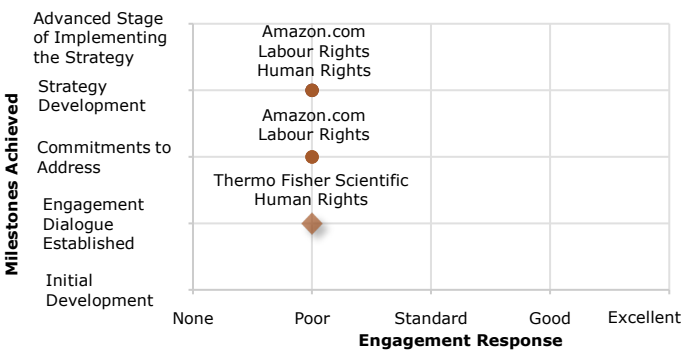 Advanced Stage
of Implementing
the Strategy
Strategy
Development
Commitments to
Address
Engagement
Dialogue
Established
Initial
Development
Milestones Achieved
Amazon.com
Labour Rights
Human Rights
Amazon.com
Labour Rights
Thermo Fisher Scientific
Human Rights
None
Poor
Standard
Good
Excellent
Engagement Response